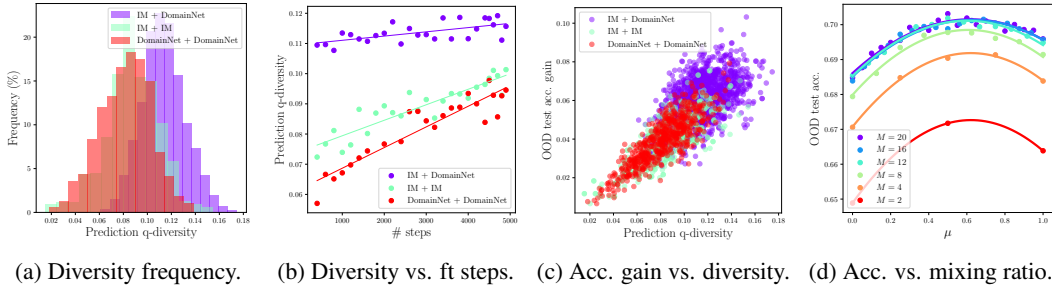 IM + DomainNet
IM + IM
DomainNet + DomainNet
Frequency (%)
20
15
10
5
0
0.02 0.04 0.06 0.08 0.10 0.12 0.14 0.16 0.18
Prediction q-diversity
(a) Diversity frequency.
Prediction q-diversity
0.12
0.11
0.10
0.09
0.08
0.07
0.06
IM + DomainNet
IM + IM
DomainNet + DomainNet
1000 2000 3000 4000 5000
# steps
(b) Diversity vs. ft steps.
OOD test acc. gain
0.10
0.08
0.06
0.04
0.02
IM + DomainNet
IM + IM
DomainNet + DomainNet
0.02 0.04 0.06 0.08 0.10 0.12 0.14 0.16 0.18
Prediction q-diversity
(c) Acc. gain vs. diversity.
OOD test acc.
0.70
0.69
0.68
0.67
0.66
0.65
M = 20
M = 16
M = 12
M = 8
M = 4
M = 2
0.0 0.2 0.4 0.6 0.8 1.0
μ
(d) Acc. vs. mixing ratio.